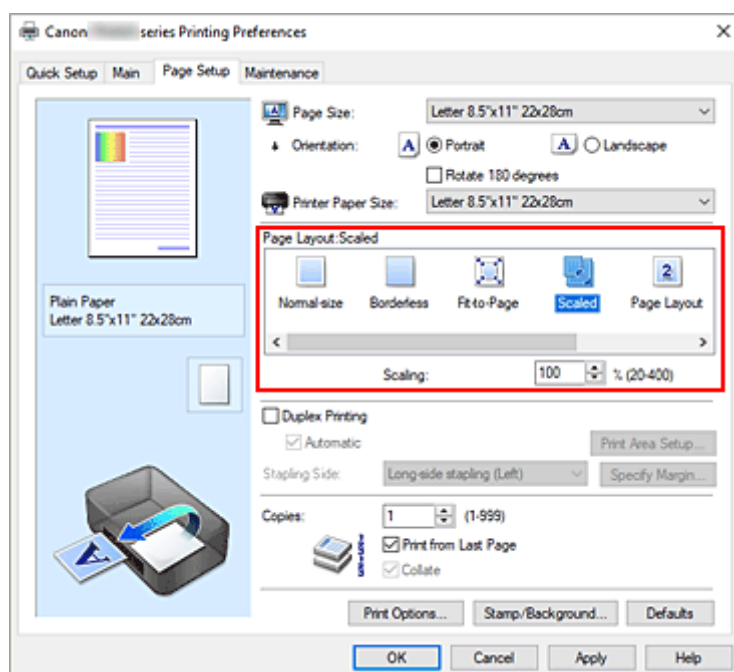 Canon series Printing Preferences
Quick Setup Main Page Setup Maintenance
Page Size: Letter 8.5"x11" 22x28cm
Orientation: A Portrait A Landscape
Rotate 180 degrees
Printer Paper Size: Letter 8.5"x11" 22x28cm
Page Layout:Scaled
2
Normal-size Borderless Fit-to-Page Scaled Page Layout
Scaling: 100 % (20-400)
Plain Paper
Letter 8.5"x11" 22x28cm
Duplex Printing
Automatic Print Area Setup...
Stapling Side: Long-side stapling (Left) Specify Margin...
Copies: 1 (1-999)
Print from Last Page
Collate
A
Print Options... Stamp/Background... Defaults
OK Cancel Apply Help